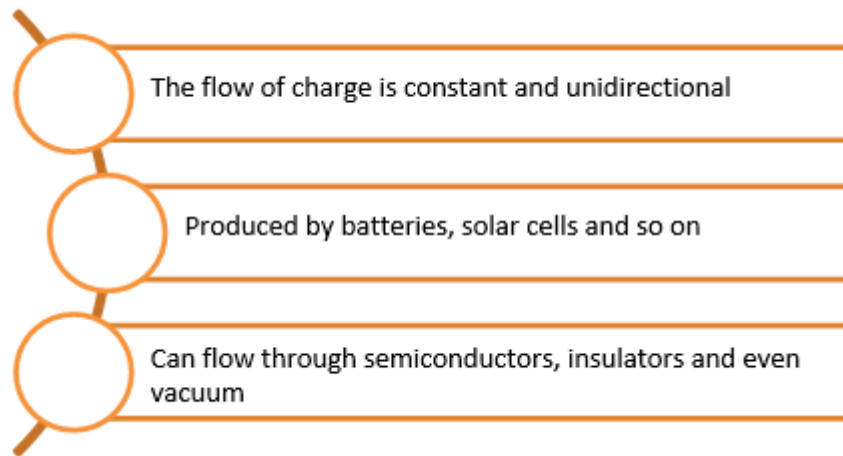 The flow of charge is constant and unidirectional
Produced by batteries, solar cells and so on
Can flow through semiconductors, insulators and even
vacuum